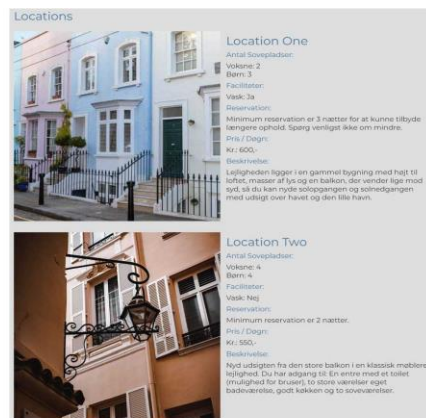 Locations
Location One
Antal Sovepladser:
Voksne: 2
Børn: 3
Faciliteter:
Vask: Ja
Reservation:
Minimum reservation er 3 nætter for at kunne tilbyde
længere ophold. Spørg venligst ikke om mindre.
Pris / Døgn:
Kr.: 600,-
Beskrivelse:
Lejligheden ligger i en gammel bygning med højt til
loftet, masser af lys og en balkon, der vender lige mod
syd, så du kan nyde solopgangen og solnedgangen
med udsigt over havet og den lille havn.
Location Two
Antal Sovepladser:
Voksne: 4
Børn: 4
Faciliteter:
Vask: Nej
Reservation:
Minimum reservation er 2 nætter.
Pris / Døgn:
Kr.: 550,-
Beskrivelse:
Nyd udsigten fra den store balkon i en klassisk møblere
lejlighed. Du har adgang til: En entre med et toilet
(mulighed for bruser), to store værelser eget
badeværelse, godt køkken og to soveværelser.